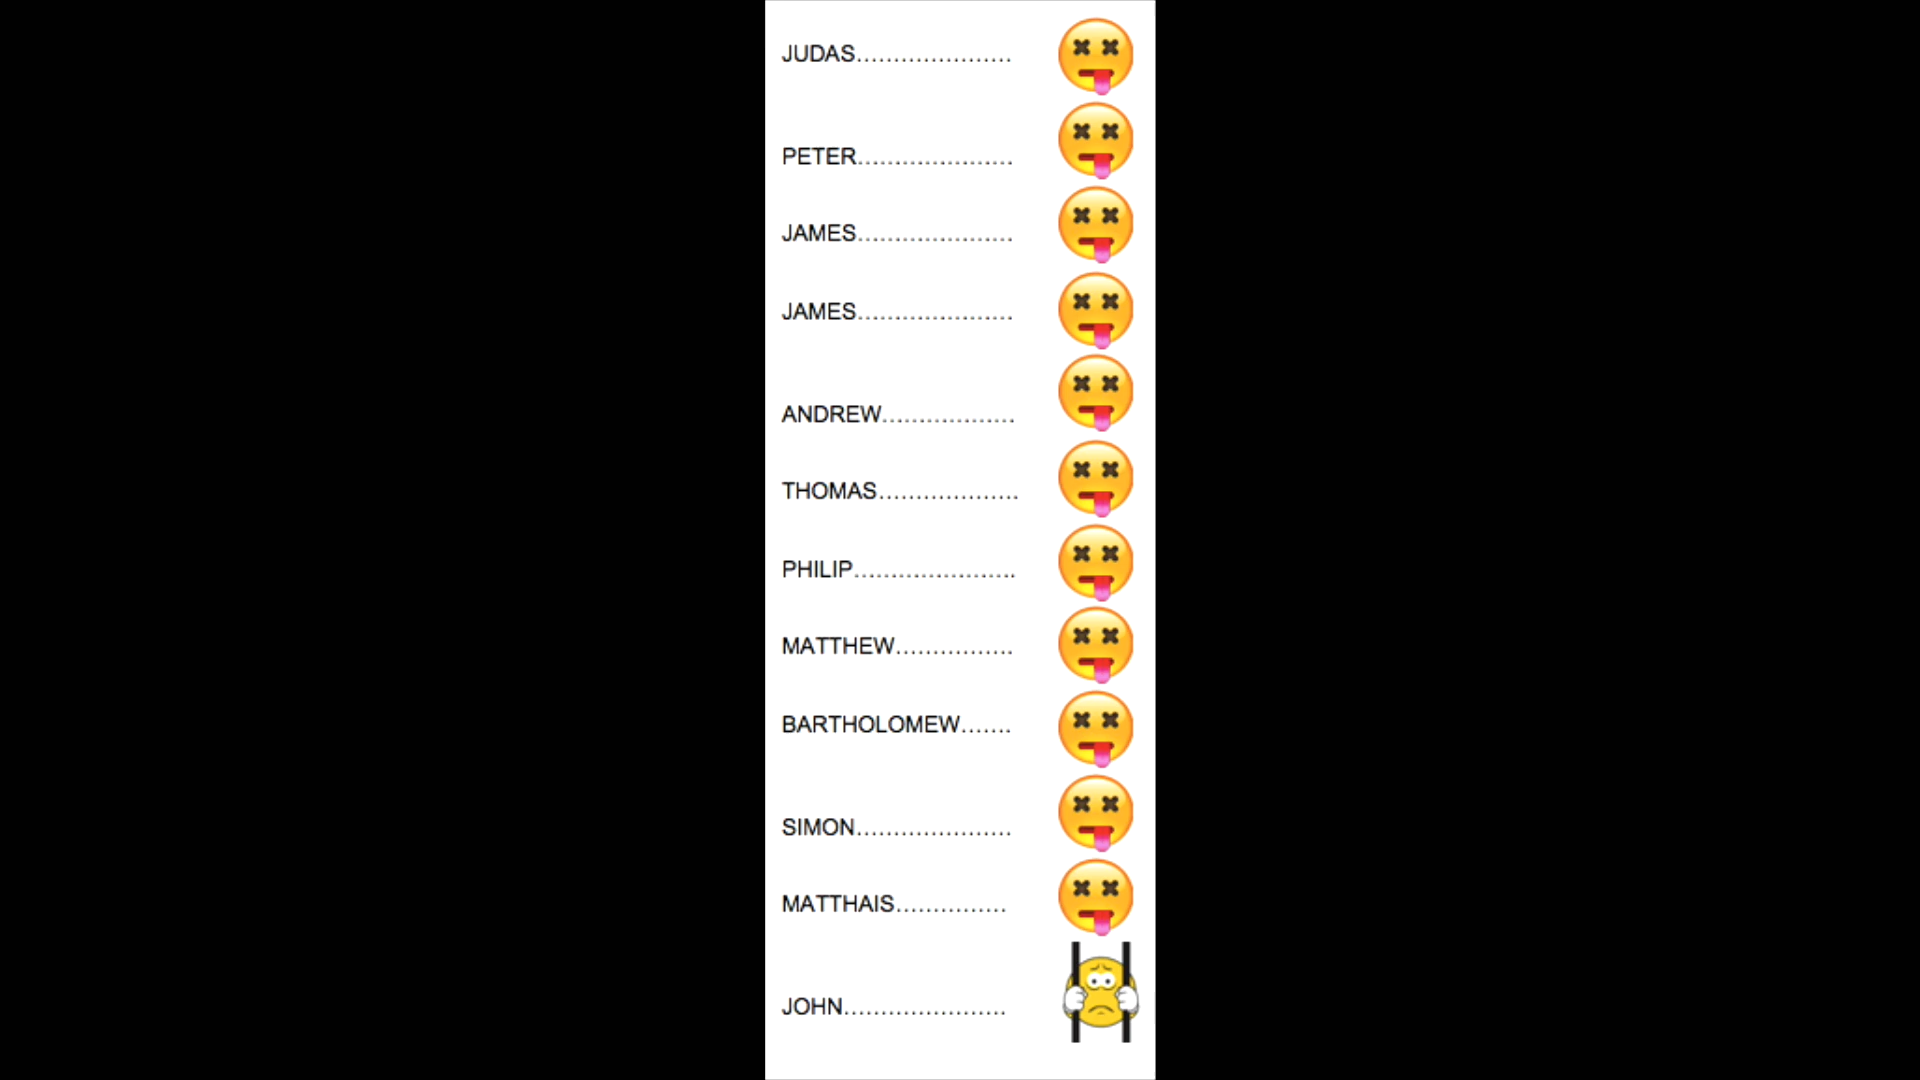 JUDAS.....................
PETER.....................
JAMES.....................
JAMES.....................
ANDREW..................
THOMAS...................
PHILIP......................
MATTHEW................
BARTHOLOMEW.......
SIMON.....................
MATTHAIS...............
JOHN......................